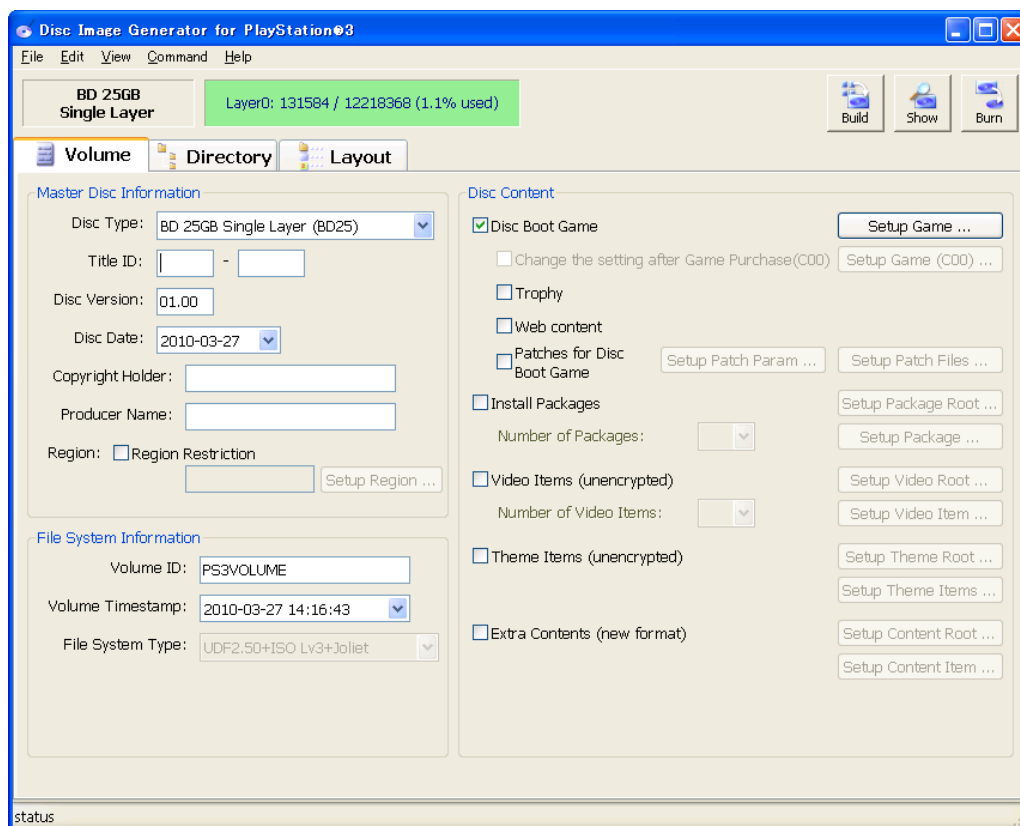 Disc Image Generator for PlayStation®3
File Edit View Command Help
BD 25GB
Single Layer
Layer0: 131584 / 12218368 (1.1% used)
Build Show Burn
Volume Directory Layout
Master Disc Information
Disc Type: BD 25GB Single Layer (BD25)
Title ID: -
Disc Version: 01.00
Disc Date: 2010-03-27
Copyright Holder:
Producer Name:
Region: Region Restriction
Setup Region ...
File System Information
Volume ID: PS3VOLUME
Volume Timestamp: 2010-03-27 14:16:43
File System Type: UDF2.50+ISO Lv3+Joliet
Disc Content
Disc Boot Game Setup Game ...
Change the setting after Game Purchase(C00) Setup Game (C00) ...
Trophy
Web content
Patches for Disc
Boot Game Setup Patch Param ... Setup Patch Files ...
Install Packages Setup Package Root ...
Number of Packages: Setup Package ...
Video Items (unencrypted) Setup Video Root ...
Number of Video Items: Setup Video Item ...
Theme Items (unencrypted) Setup Theme Root ...
Setup Theme Items ...
Extra Contents (new format) Setup Content Root ...
Setup Content Item ...
status